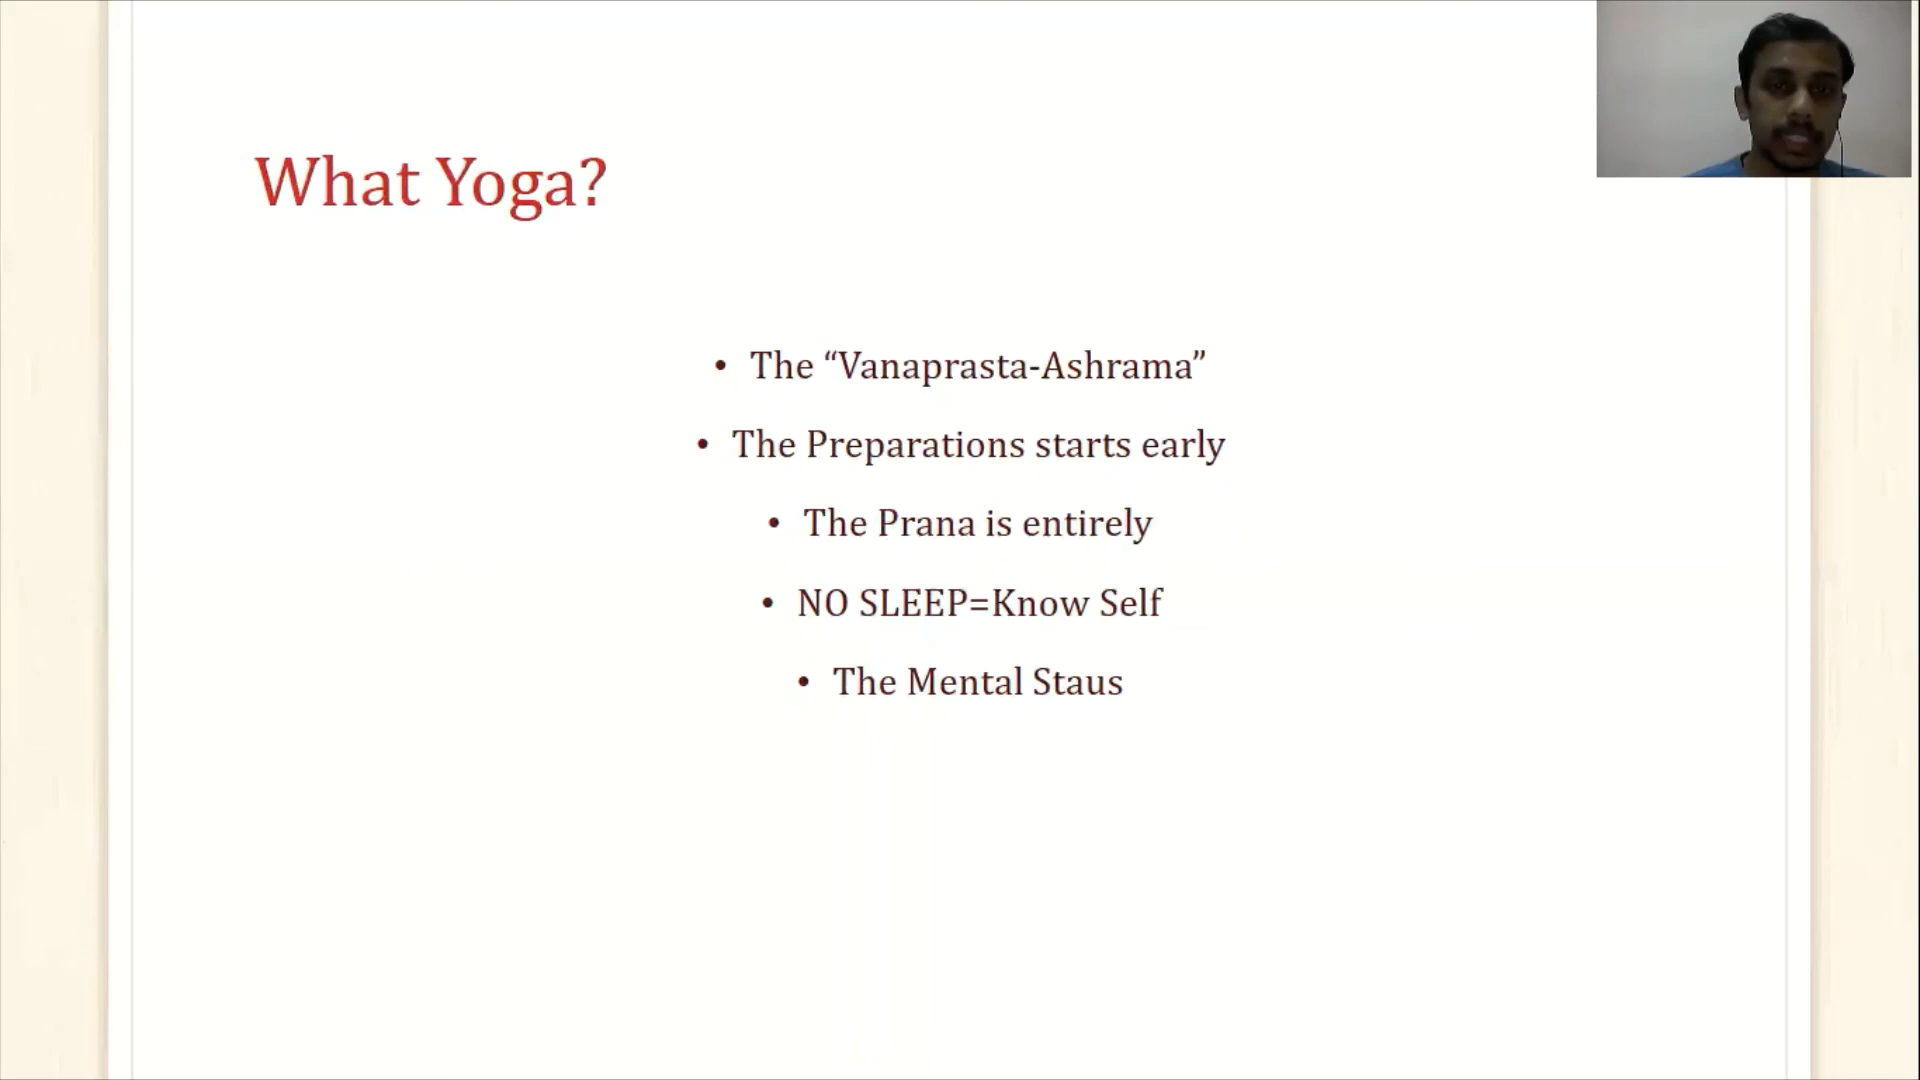 What Yoga?
• The “Vanaprasta-Ashrama”
• The Preparations starts early
• The Prana is entirely
• NO SLEEP=Know Self
• The Mental Staus